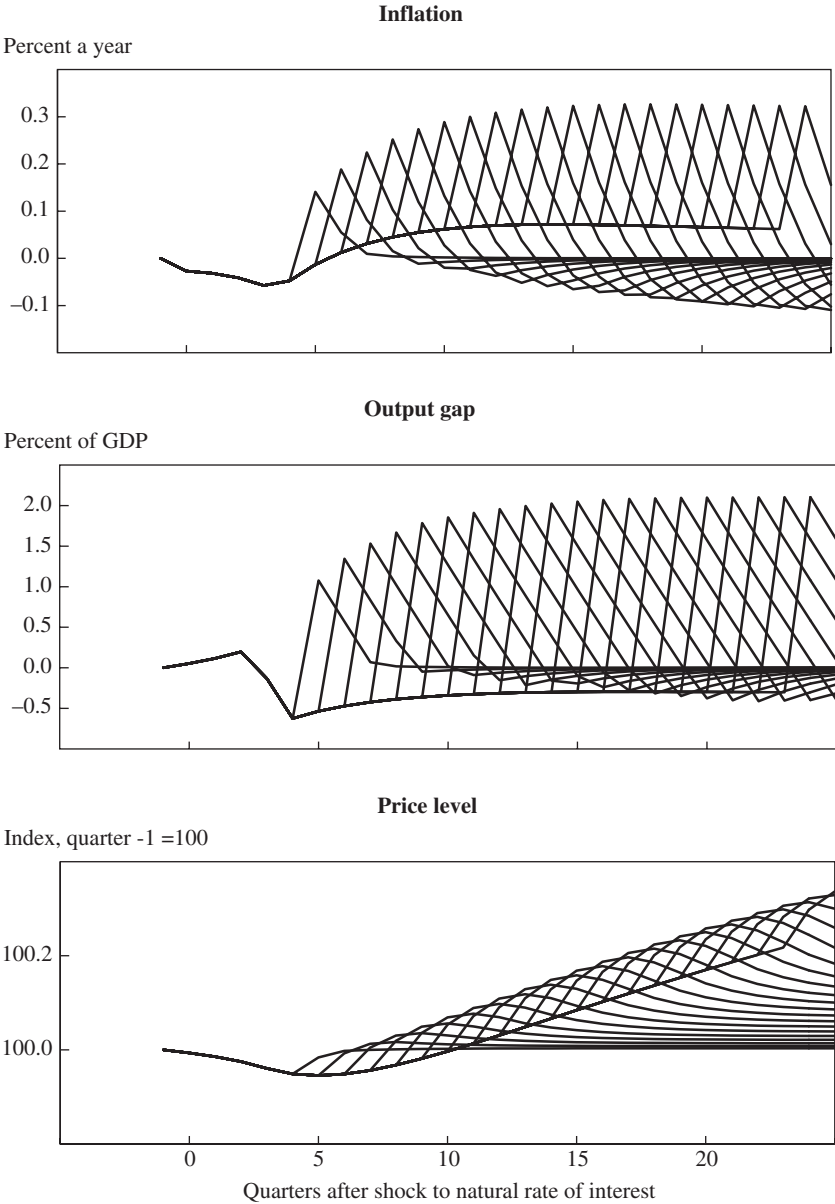 Inflation
Percent a year
0.3
0.2
0.1
0.0
–0.1
Output gap
Percent of GDP
2.0
1.5
1.0
0.5
0.0
–0.5
Price level
Index, quarter -1 =100
100.2
100.0
0 5 10 15 20
Quarters after shock to natural rate of interest